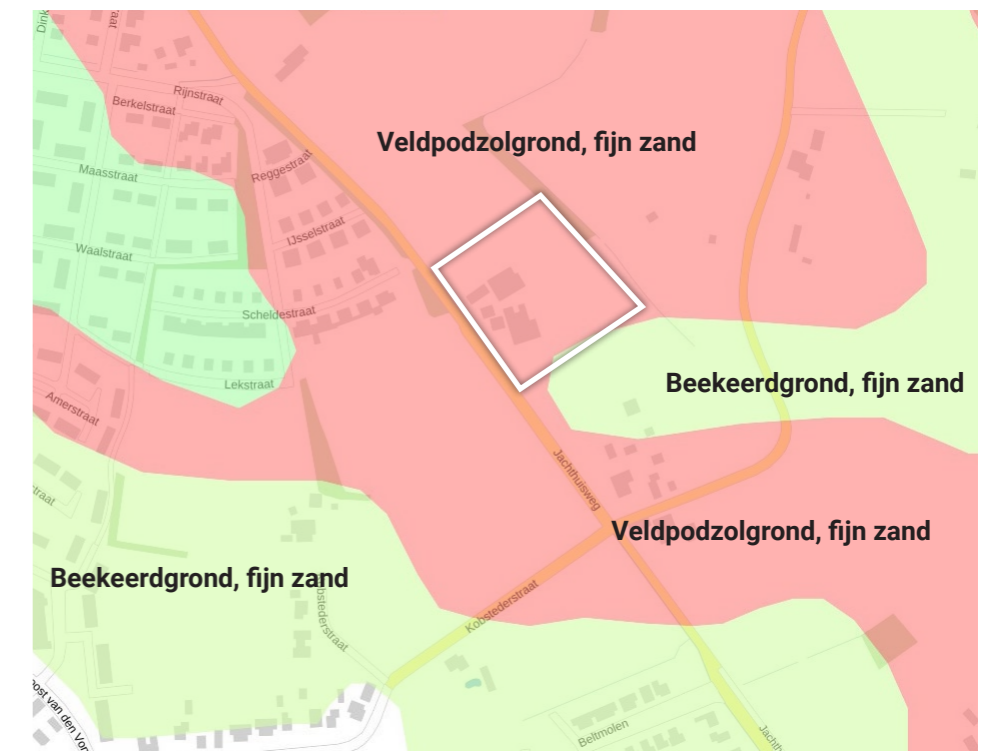 Rijnstraat
Berkelstraat
Veldpodzolgrond, fijn zand
Maasstraat
Reggestraat
IJsselstraat
Waalstraat
Scheldestraat
Lekstraat
Beekeerdgrond, fijn zand
Amerstraat
Jachthuisweg
Veldpodzolgrond, fijn zand
Beekeerdgrond, fijn zand
Kobstederstraat
Beltmolen